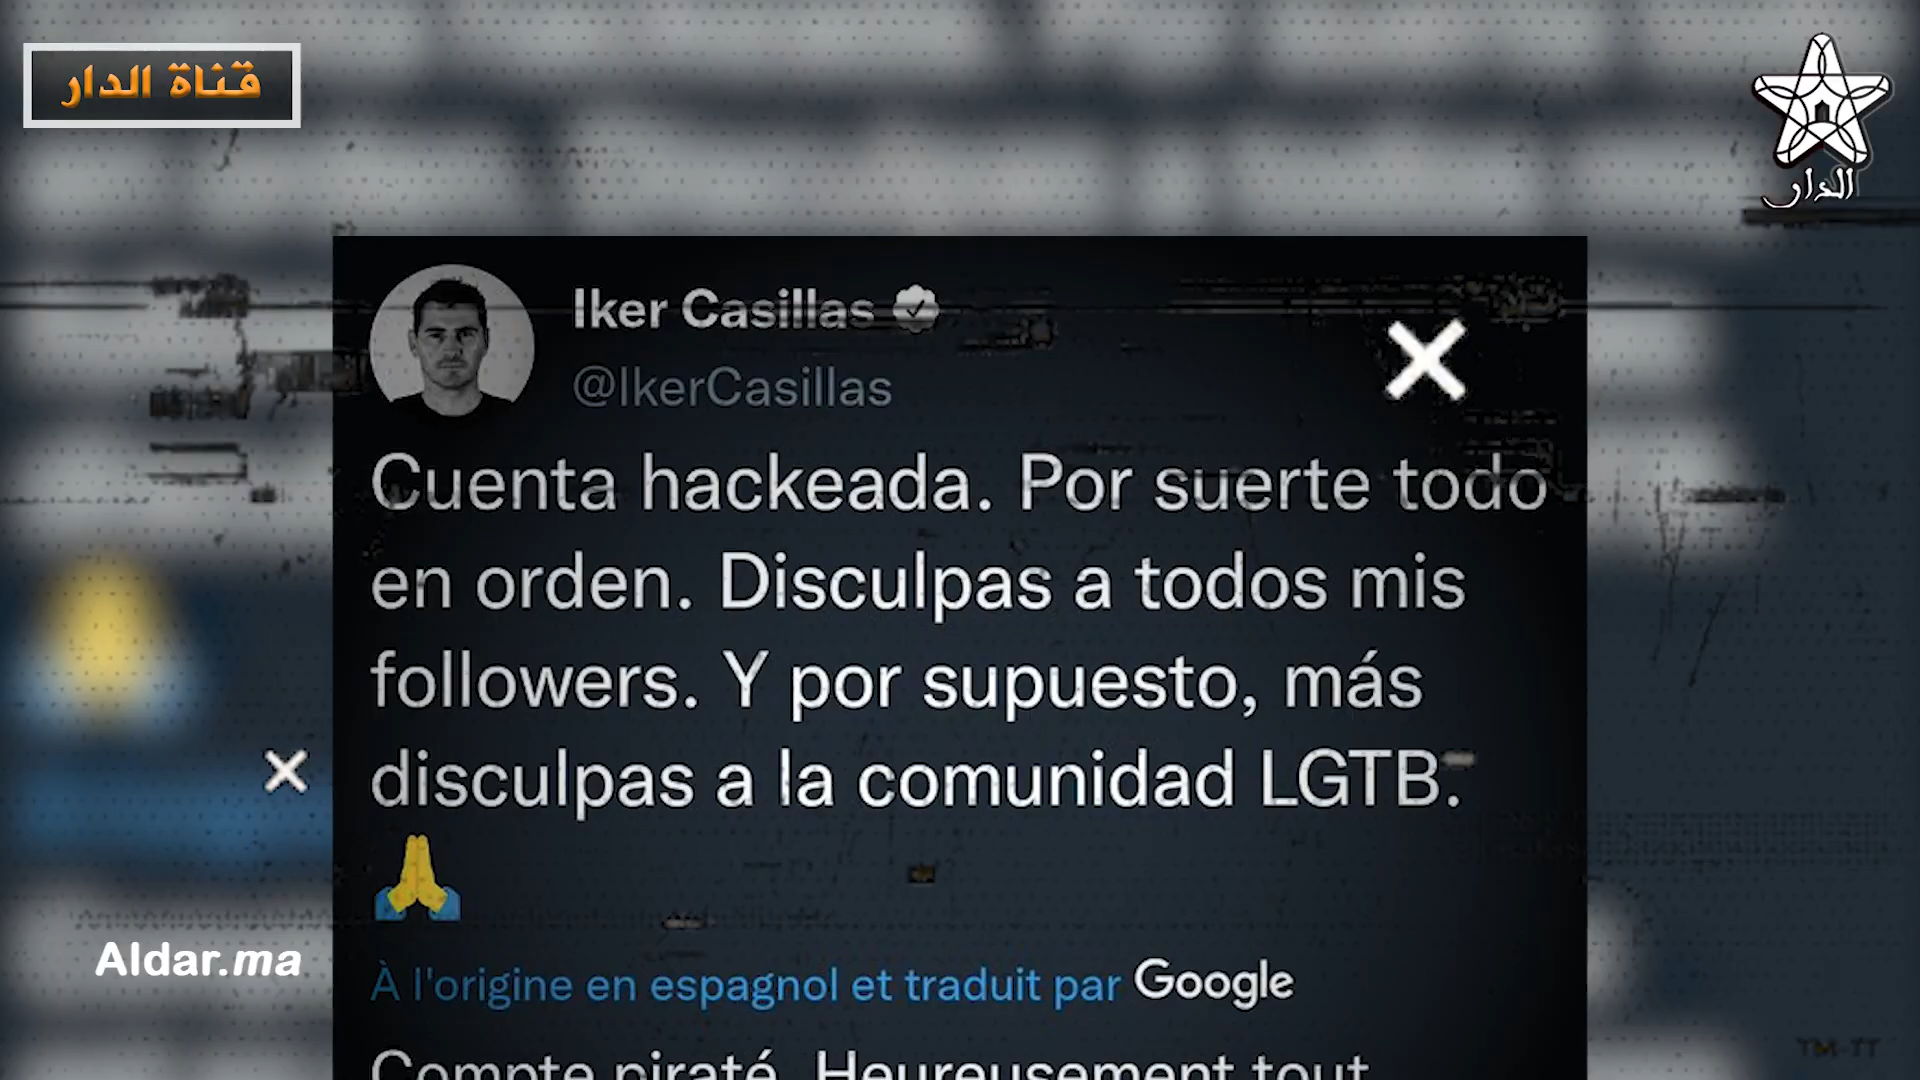 قناة الدار
الدار
Iker Casillas
@IkerCasillas
Cuenta hackeada. Por suerte todo
en orden. Disculpas a todos mis
followers. Y por supuesto, más
disculpas a la comunidad LGTB.
🙏
À l'origine en espagnol et traduit par Google
Compte piraté. Heureusement tout
Aldar.ma